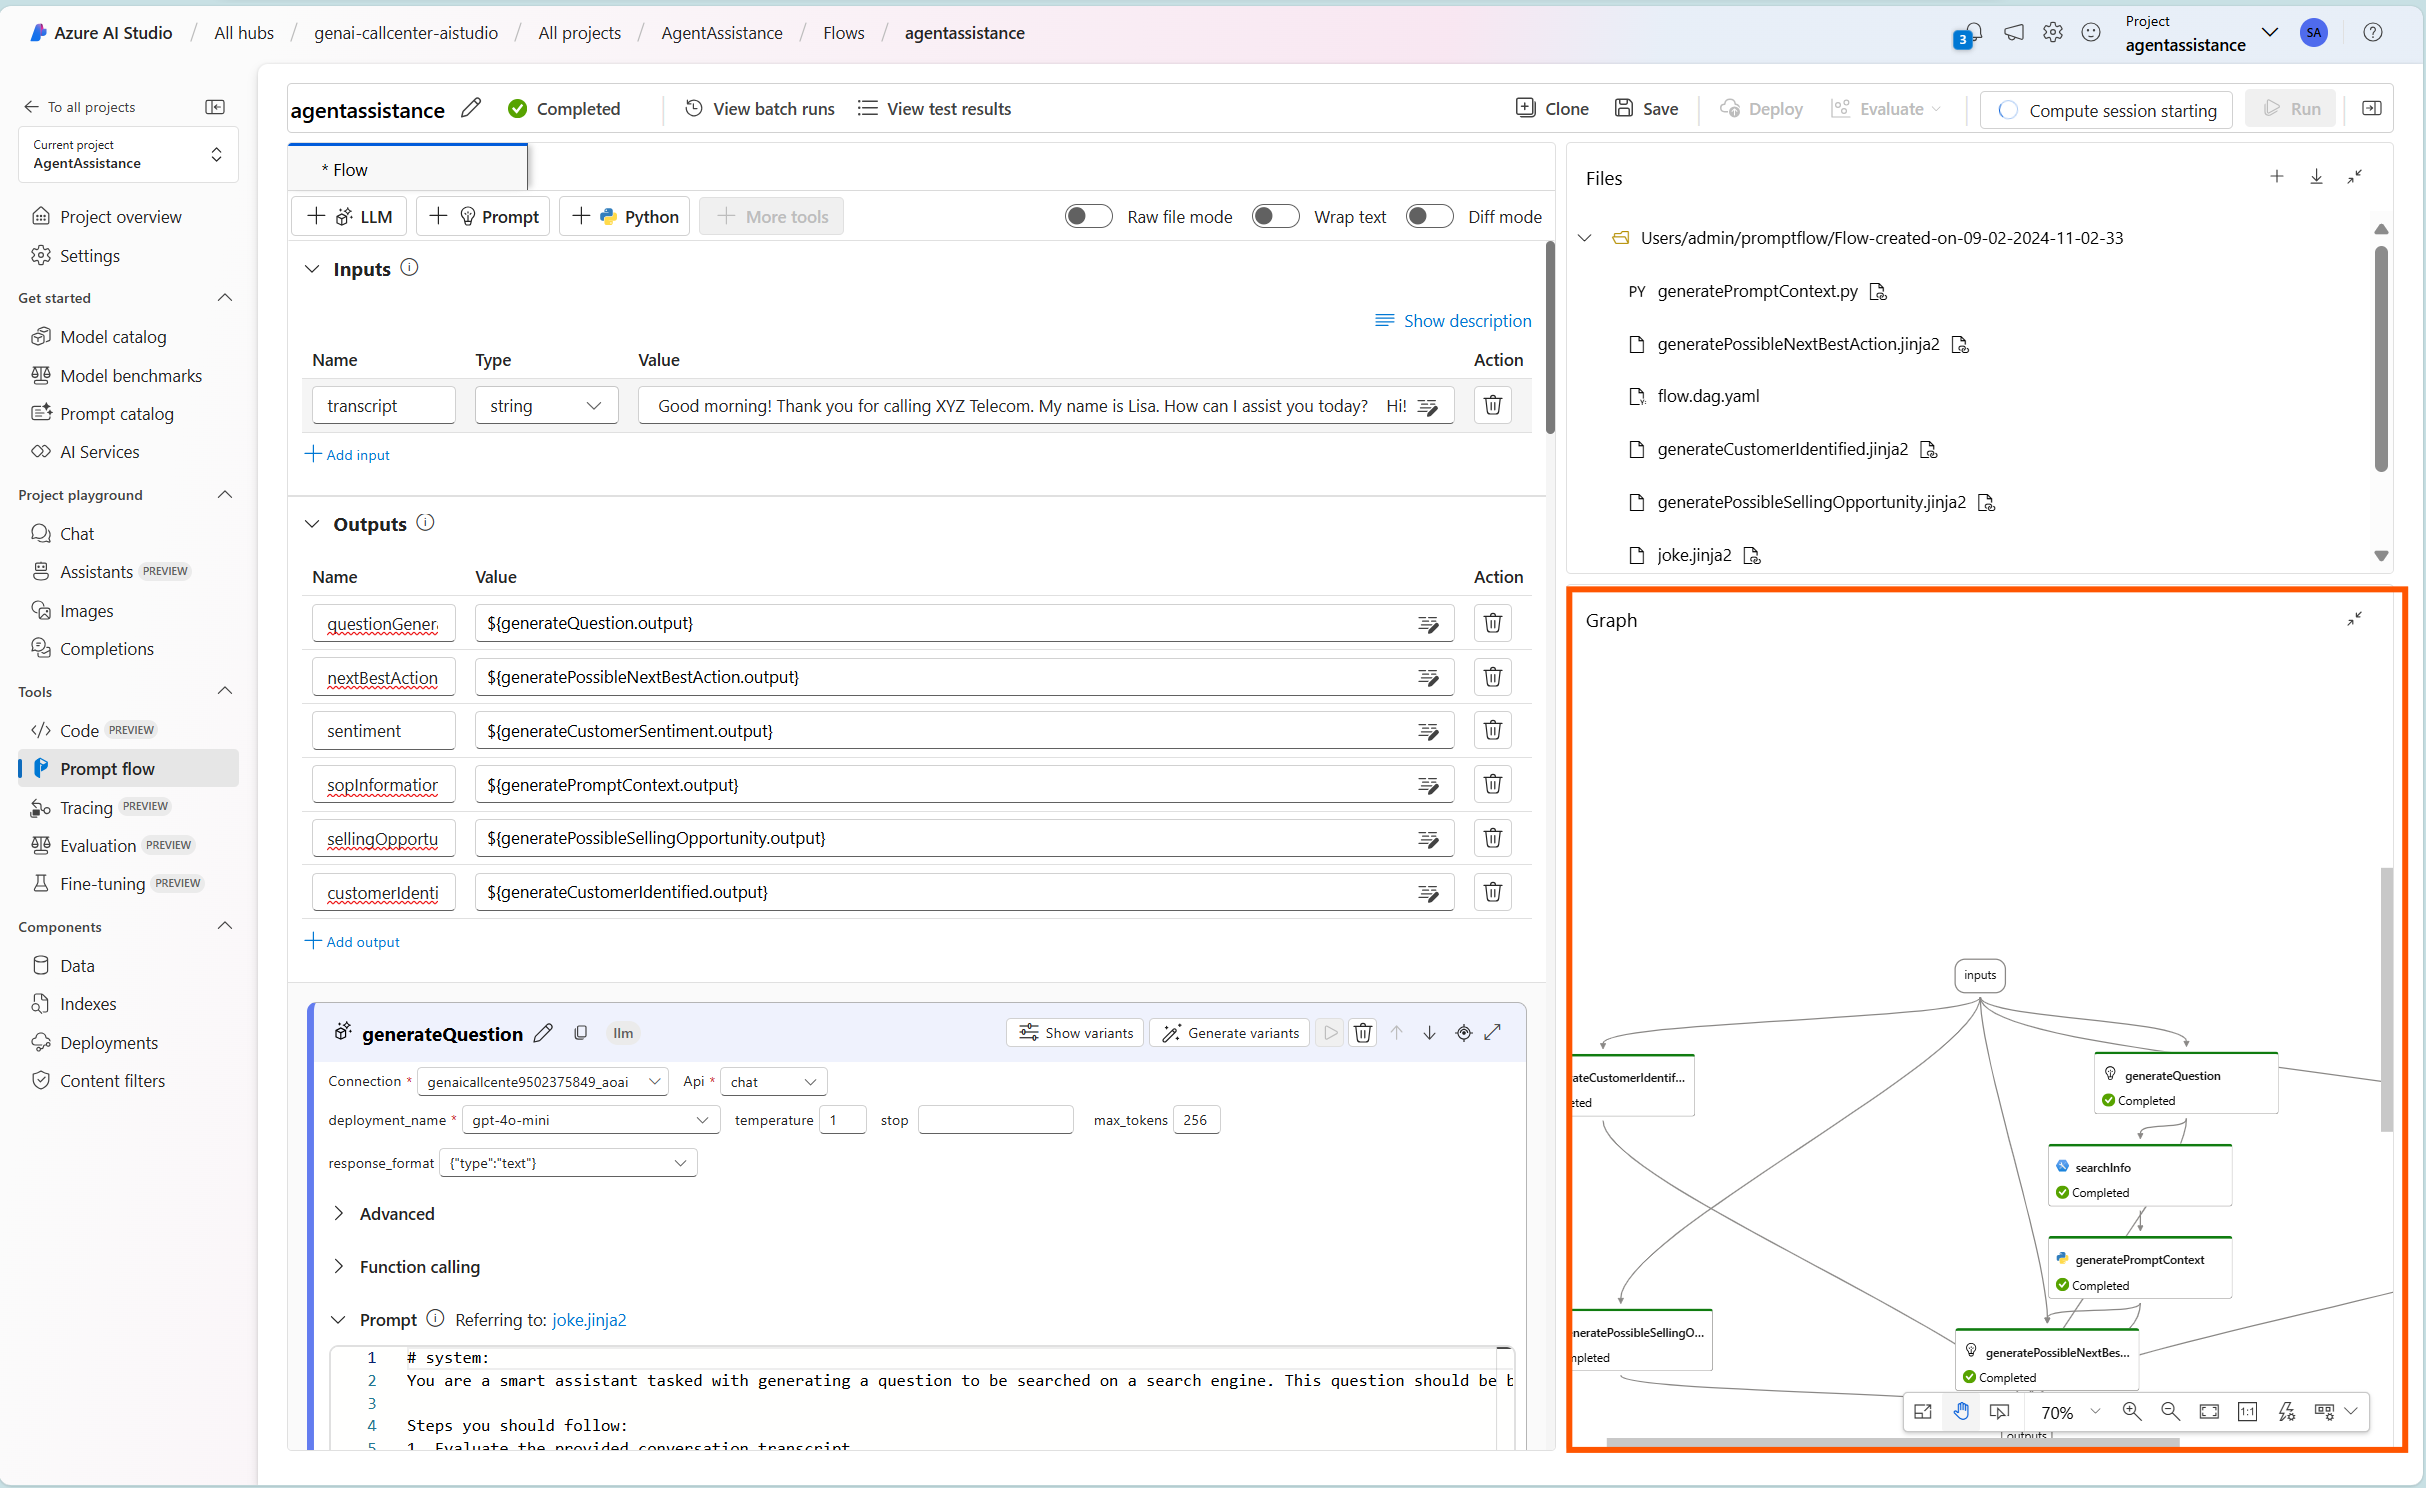 Azure AI Studio / All hubs / genai-callcenter-aistudio / All projects / AgentAssistance / Flows / agentassistance
3
Project
agentassistance
SA
To all projects
Current project
AgentAssistance
Project overview
Settings
Get started
Model catalog
Model benchmarks
Prompt catalog
AI Services
Project playground
Chat
Assistants PREVIEW
Images
Completions
Tools
Code PREVIEW
Prompt flow
Tracing PREVIEW
Evaluation PREVIEW
Fine-tuning PREVIEW
Components
Data
Indexes
Deployments
Content filters
agentassistance Completed View batch runs View test results Clone Save Deploy Evaluate Compute session starting Run
* Flow
LLM Prompt Python More tools Raw file mode Wrap text Diff mode
Inputs
Show description
Name Type Value Action
transcript string Good morning! Thank you for calling XYZ Telecom. My name is Lisa. How can I assist you today? Hi!
Add input
Outputs
Name Value Action
questionGener ${generateQuestion.output}
nextBestAction ${generatePossibleNextBestAction.output}
sentiment ${generateCustomerSentiment.output}
sopInformation ${generatePromptContext.output}
sellingOpportu ${generatePossibleSellingOpportunity.output}
customerIdenti ${generateCustomerIdentified.output}
Add output
generateQuestion llm Show variants Generate variants
Connection * genaicallcente9502375849_aoai Api * chat
deployment_name * gpt-4o-mini temperature 1 stop max_tokens 256
response_format {"type":"text"}
Advanced
Function calling
Prompt Referring to: joke.jinja2
1 # system:
2 You are a smart assistant tasked with generating a question to be searched on a search engine. This question should be b
3
4 Steps you should follow:
5 1. Evaluate the provided conversation transcript
Files
Users/admin/promptflow/Flow-created-on-09-02-2024-11-02-33
PY generatePromptContext.py
generatePossibleNextBestAction.jinja2
flow.dag.yaml
generateCustomerIdentified.jinja2
generatePossibleSellingOpportunity.jinja2
joke.jinja2
Graph
inputs
ateCustomerIdentif...
eted
generateQuestion
Completed
searchInfo
Completed
generatePromptContext
Completed
neratePossibleSellingO...
mpleted
generatePossibleNextBes...
Completed
70%
1:1
outputs